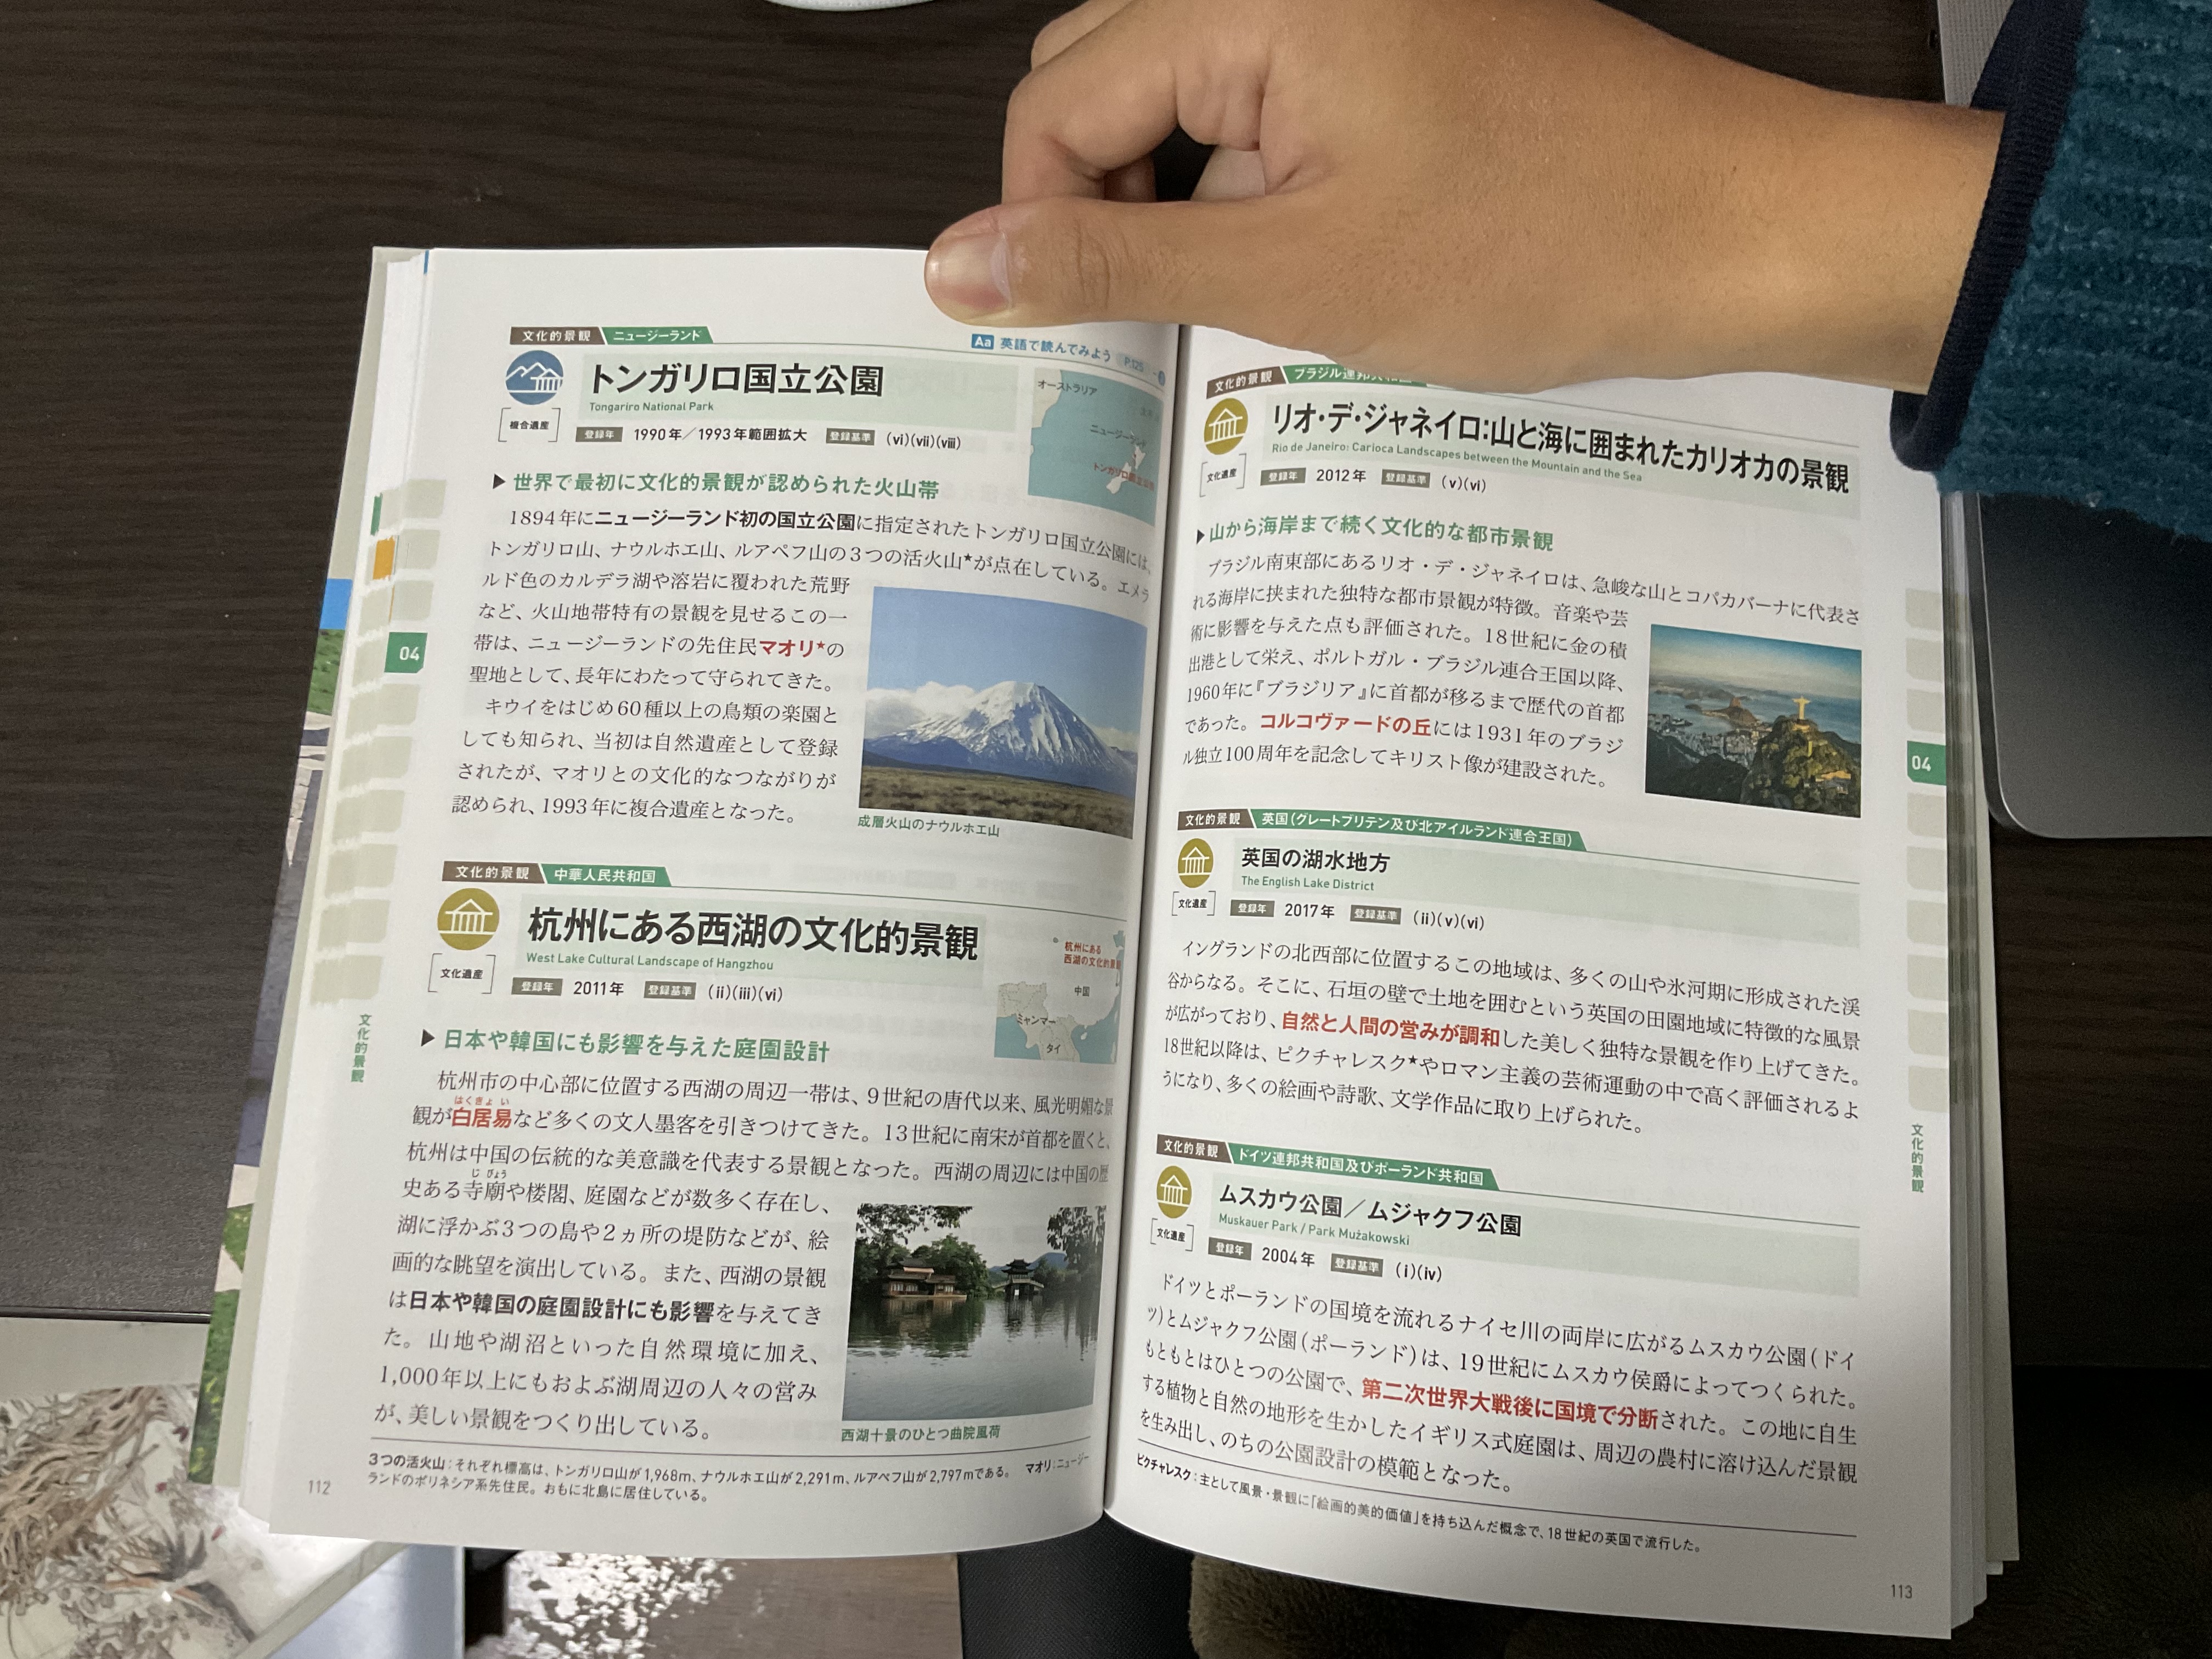 文化的景観 ニュージーランド
Aa 英語で読んでみよう P.125
トンガリロ国立公園
Tongariro National Park
複合遺産
登録年 1990年／1993年範囲拡大 登録基準 (vi)(vii)(viii)
オーストラリア
ニュージーランド
トンガリロ国立公園
▶世界で最初に文化的景観が認められた火山帯
1894年にニュージーランド初の国立公園に指定されたトンガリロ国立公園には、
トンガリロ山、ナウルホエ山、ルアペフ山の3つの活火山★が点在している。エメラ
ルド色のカルデラ湖や溶岩に覆われた荒野
など、火山地帯特有の景観を見せるこの一
帯は、ニュージーランドの先住民マオリ★の
聖地として、長年にわたって守られてきた。
キウイをはじめ60種以上の鳥類の楽園と
しても知られ、当初は自然遺産として登録
されたが、マオリとの文化的なつながりが
認められ、1993年に複合遺産となった。
成層火山のナウルホエ山
04
文化的景観
文化的景観 中華人民共和国
杭州にある西湖の文化的景観
West Lake Cultural Landscape of Hangzhou
文化遺産
登録年 2011年 登録基準 (ii)(iii)(vi)
杭州にある
西湖の文化的景観
中国
ミャンマー
タイ
▶日本や韓国にも影響を与えた庭園設計
杭州市の中心部に位置する西湖の周辺一帯は、9世紀の唐代以来、風光明媚な景
はくきょい
観が白居易など多くの文人墨客を引きつけてきた。13世紀に南宋が首都を置くと、
杭州は中国の伝統的な美意識を代表する景観となった。西湖の周辺には中国の歴
じびょう
史ある寺廟や楼閣、庭園などが数多く存在し、
湖に浮かぶ3つの島や2ヵ所の堤防などが、絵
画的な眺望を演出している。また、西湖の景観
は日本や韓国の庭園設計にも影響を与えてき
た。山地や湖沼といった自然環境に加え、
1,000年以上にもおよぶ湖周辺の人々の営み
が、美しい景観をつくり出している。
西湖十景のひとつ曲院風荷
3つの活火山：それぞれ標高は、トンガリロ山が1,968m、ナウルホエ山が2,291m、ルアペフ山が2,797mである。 マオリ：ニュージー
ランドのポリネシア系先住民。おもに北島に居住している。
112
文化的景観 ブラジル連邦共和国
リオ・デ・ジャネイロ：山と海に囲まれたカリオカの景観
Rio de Janeiro: Carioca Landscapes between the Mountain and the Sea
文化遺産
登録年 2012年 登録基準 (v)(vi)
▶山から海岸まで続く文化的な都市景観
ブラジル南東部にあるリオ・デ・ジャネイロは、急峻な山とコパカバーナに代表さ
れる海岸に挟まれた独特な都市景観が特徴。音楽や芸
術に影響を与えた点も評価された。18世紀に金の積
出港として栄え、ポルトガル・ブラジル連合王国以降、
1960年に『ブラジリア』に首都が移るまで歴代の首都
であった。コルコヴァードの丘には1931年のブラジ
ル独立100周年を記念してキリスト像が建設された。
04
文化的景観
文化的景観 英国（グレートブリテン及び北アイルランド連合王国）
英国の湖水地方
The English Lake District
文化遺産
登録年 2017年 登録基準 (ii)(v)(vi)
イングランドの北西部に位置するこの地域は、多くの山や氷河期に形成された渓
谷からなる。そこに、石垣の壁で土地を囲むという英国の田園地域に特徴的な風景
が広がっており、自然と人間の営みが調和した美しく独特な景観を作り上げてきた。
18世紀以降は、ピクチャレスク★やロマン主義の芸術運動の中で高く評価されるよ
うになり、多くの絵画や詩歌、文学作品に取り上げられた。
文化的景観 ドイツ連邦共和国及びポーランド共和国
ムスカウ公園／ムジャクフ公園
Muskauer Park / Park Mużakowski
文化遺産
登録年 2004年 登録基準 (i)(iv)
ドイツとポーランドの国境を流れるナイセ川の両岸に広がるムスカウ公園（ドイ
ツ）とムジャクフ公園（ポーランド）は、19世紀にムスカウ侯爵によってつくられた。
もともとはひとつの公園で、第二次世界大戦後に国境で分断された。この地に自生
する植物と自然の地形を生かしたイギリス式庭園は、周辺の農村に溶け込んだ景観
を生み出し、のちの公園設計の模範となった。
ピクチャレスク：主として風景・景観に「絵画的美的価値」を持ち込んだ概念で、18世紀の英国で流行した。
113